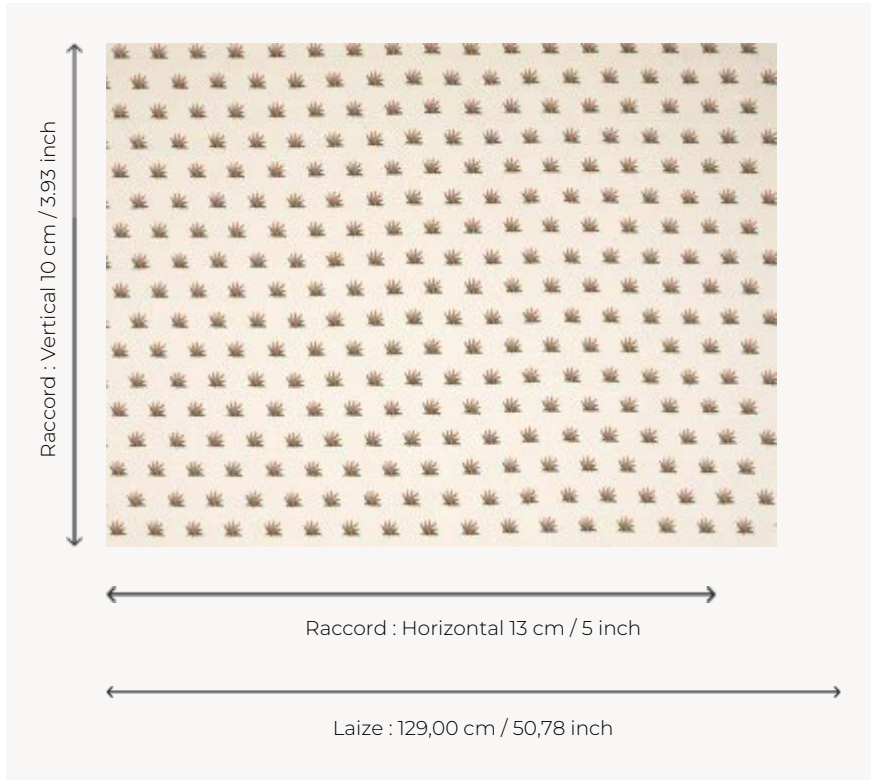 Raccord : Vertical 10 cm / 3.93 inch
Raccord : Horizontal 13 cm / 5 inch
Laize : 129,00 cm / 50,78 inch